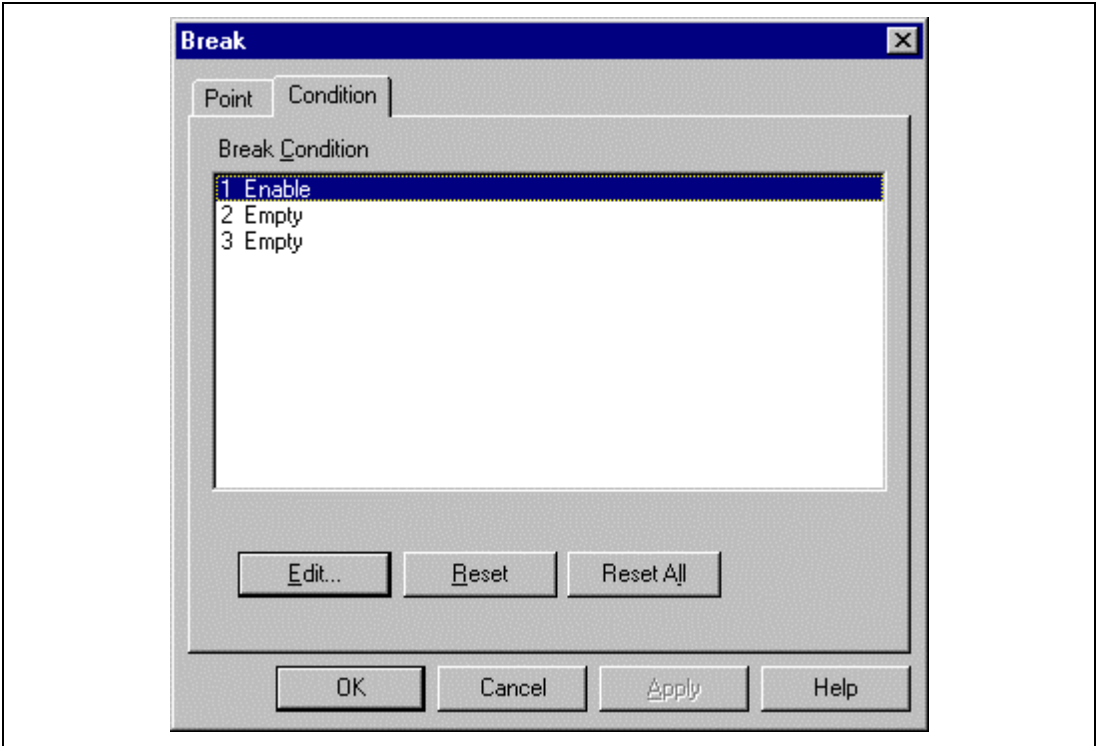 Break
Point Condition
Break Condition
1 Enable
2 Empty
3 Empty
Edit... Reset Reset All
OK Cancel Apply Help